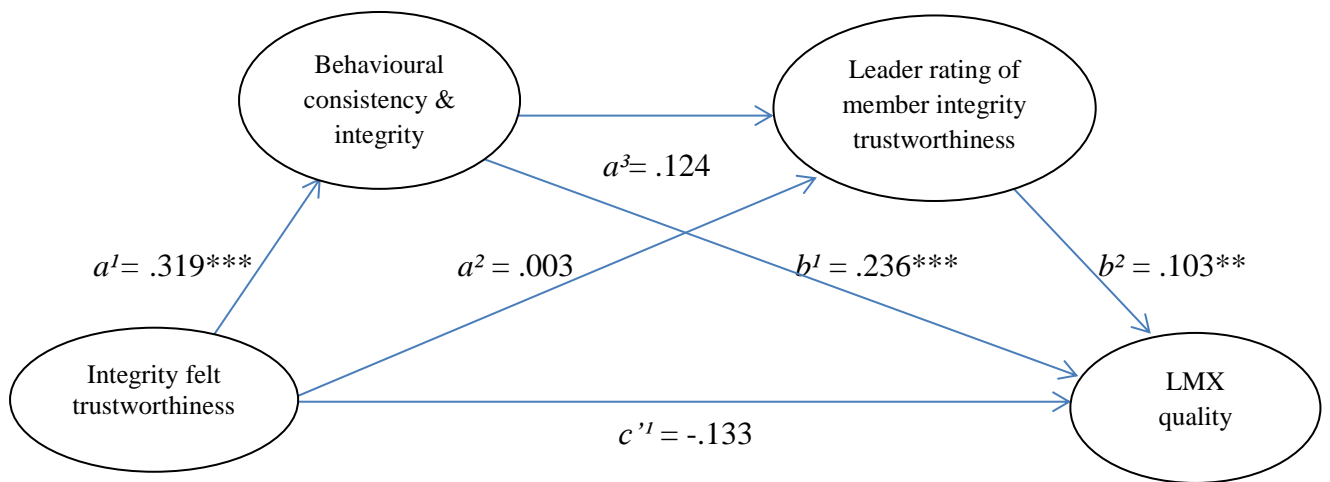 Behavioural
consistency &
integrity
Leader rating of
member integrity
trustworthiness
a³= .124
a¹= .319***
a² = .003
b¹ = .236***
b² = .103**
Integrity felt
trustworthiness
LMX
quality
c’¹ = -.133